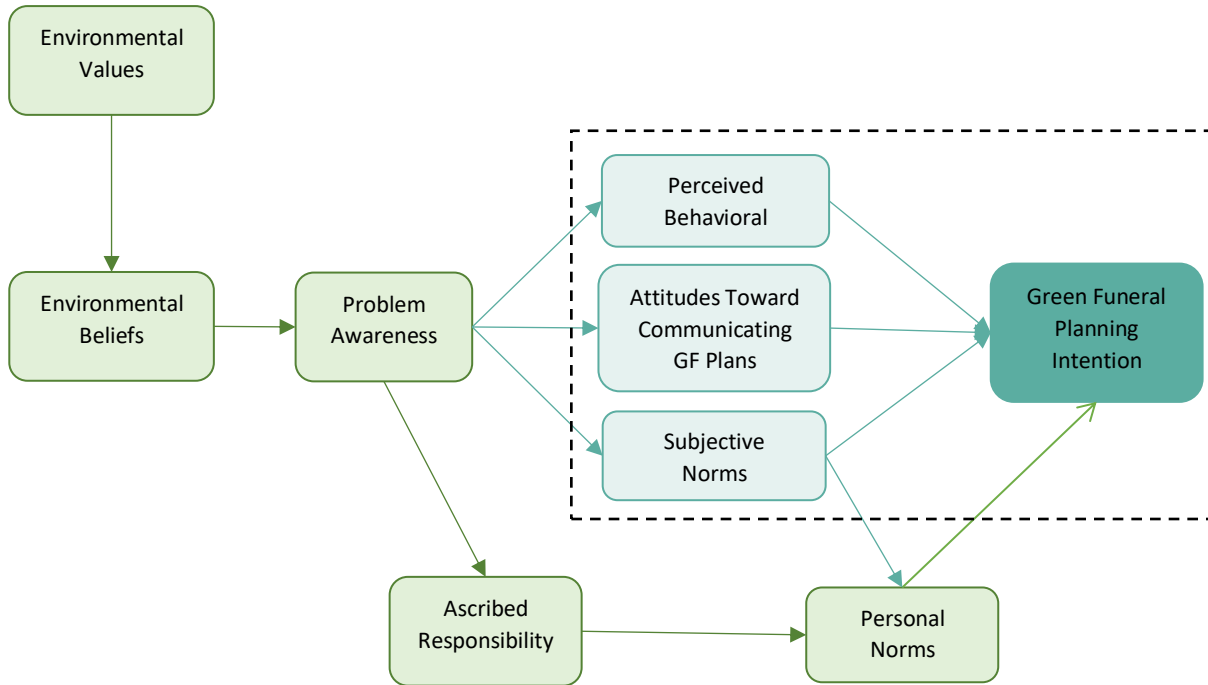 Environmental
Values
Perceived
Behavioral
Environmental
Beliefs
Problem
Awareness
Attitudes Toward
Communicating
GF Plans
Green Funeral
Planning
Intention
Subjective
Norms
Ascribed
Responsibility
Personal
Norms